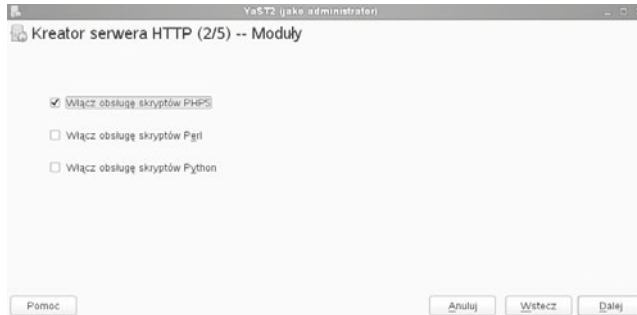 YaST2 (jako administrator)
Kreator serwera HTTP (2/5) -- Moduły
Włącz obsługę skryptów PHP5
Włącz obsługę skryptów Perl
Włącz obsługę skryptów Python
Pomoc Anuluj Wstecz Dalej